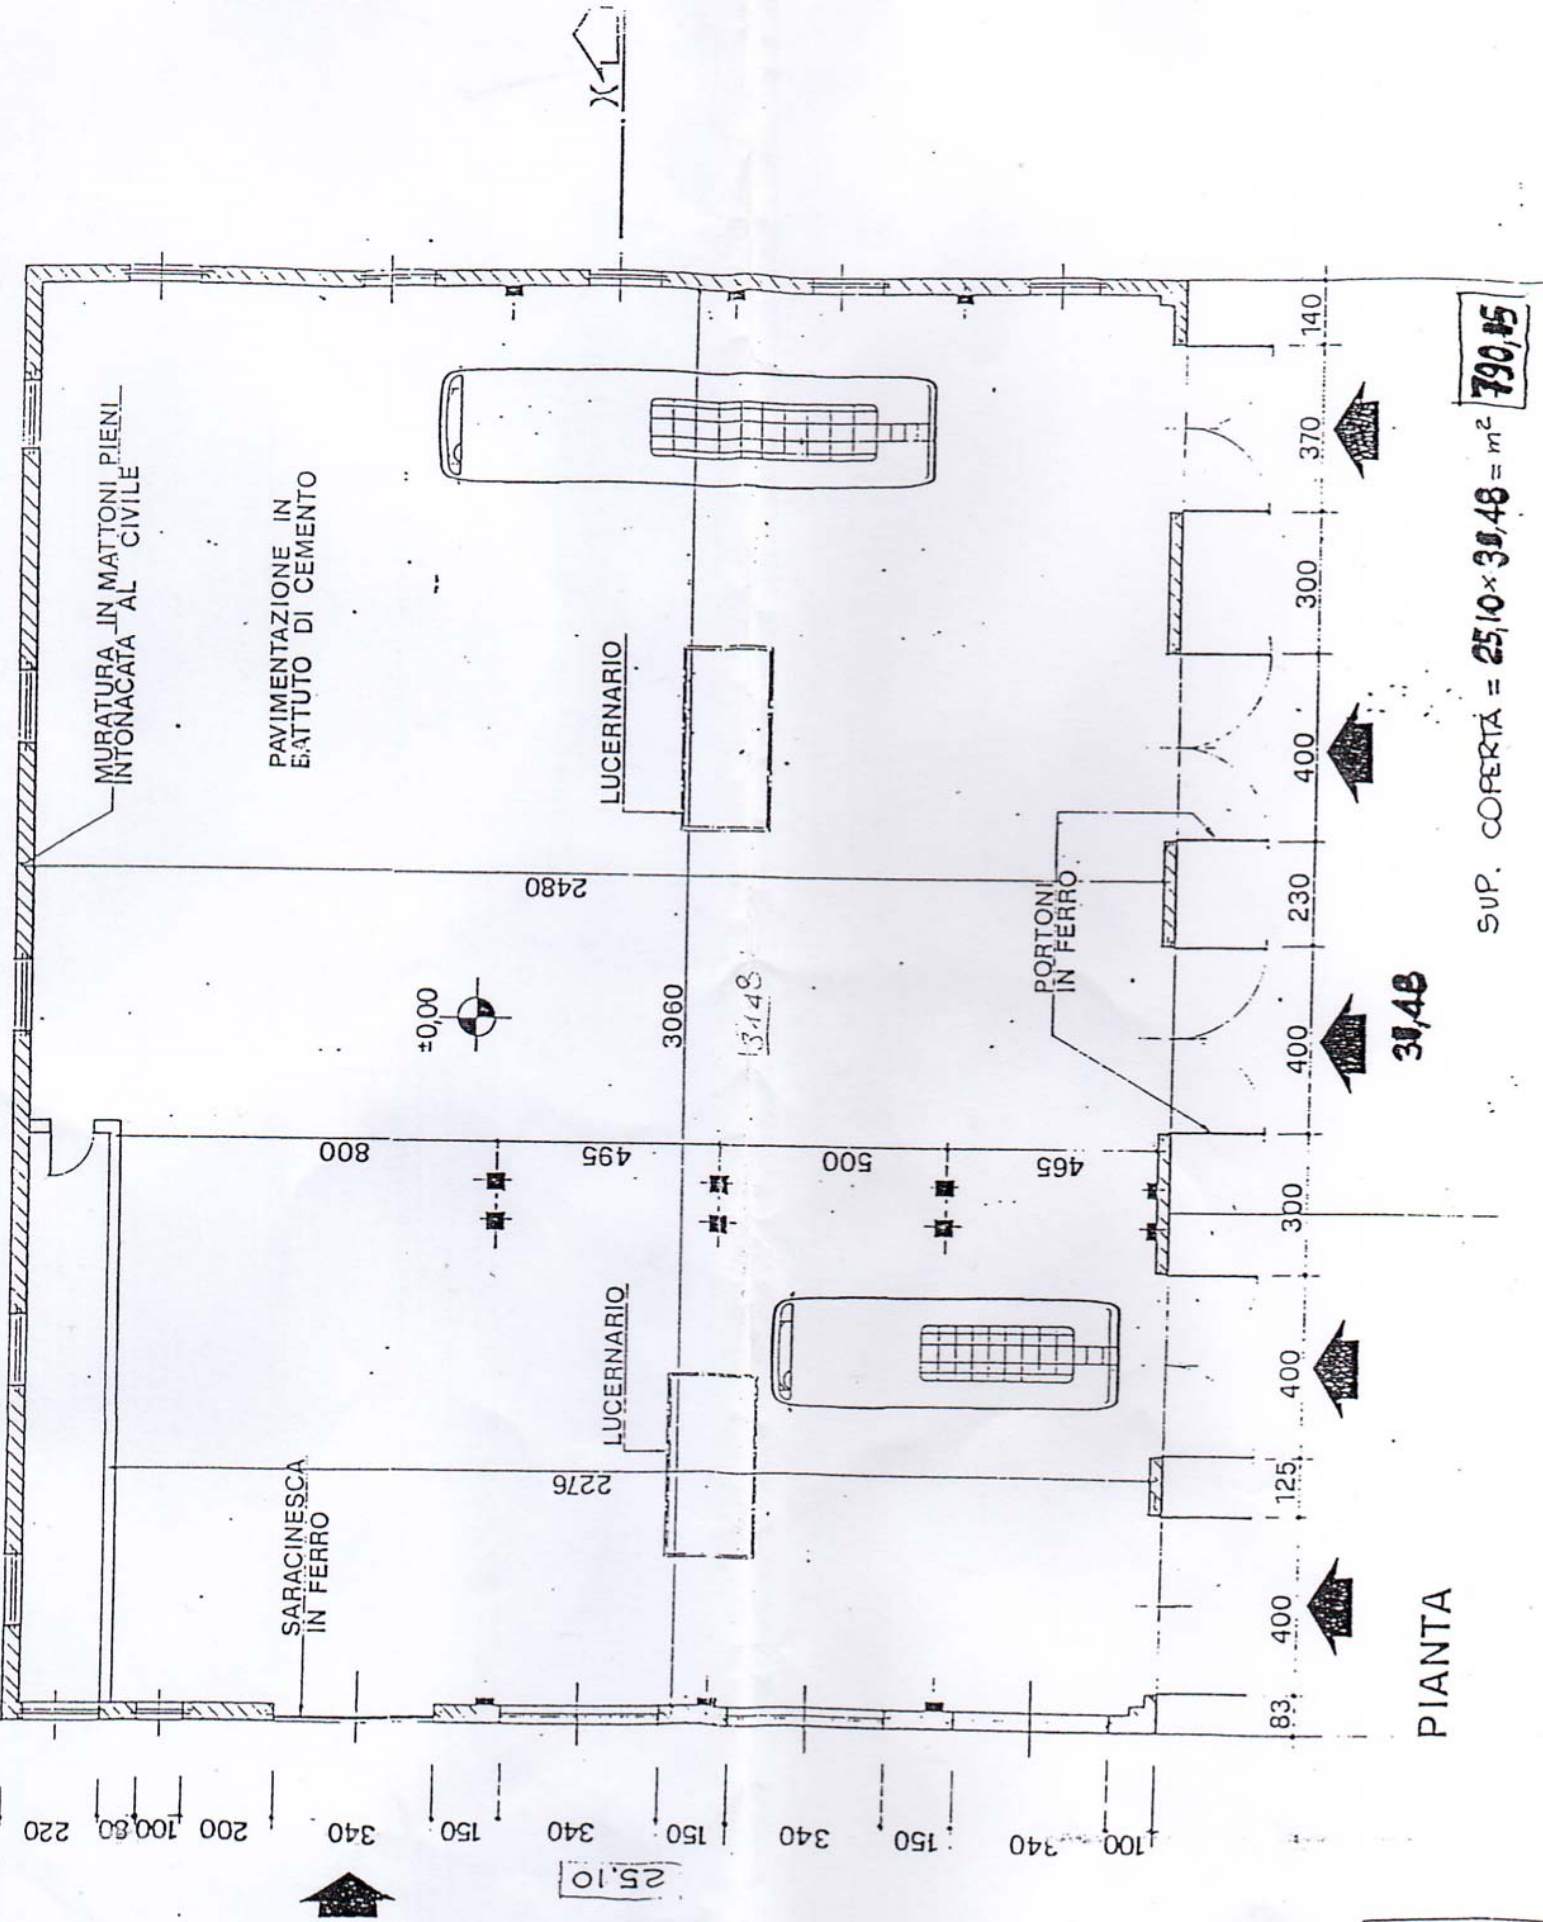 MURATURA IN MATTONI PIENI
INTONACATA AL CIVILE
PAVIMENTAZIONE IN
BATTUTO DI CEMENTO
SARACINESCA
IN FERRO
±0,00
LUCERNARIO
LUCERNARIO
2480
2276
3060
3148
800
495
500
465
PORTONI
IN FERRO
220
80
100
200
340
150
340
150
340
150
340
100
25.10
83
400
125
400
300
400
230
400
300
370
140
31,48
PIANTA
SUP. COPERTA = 25,10 × 31,48 = m² 790,15